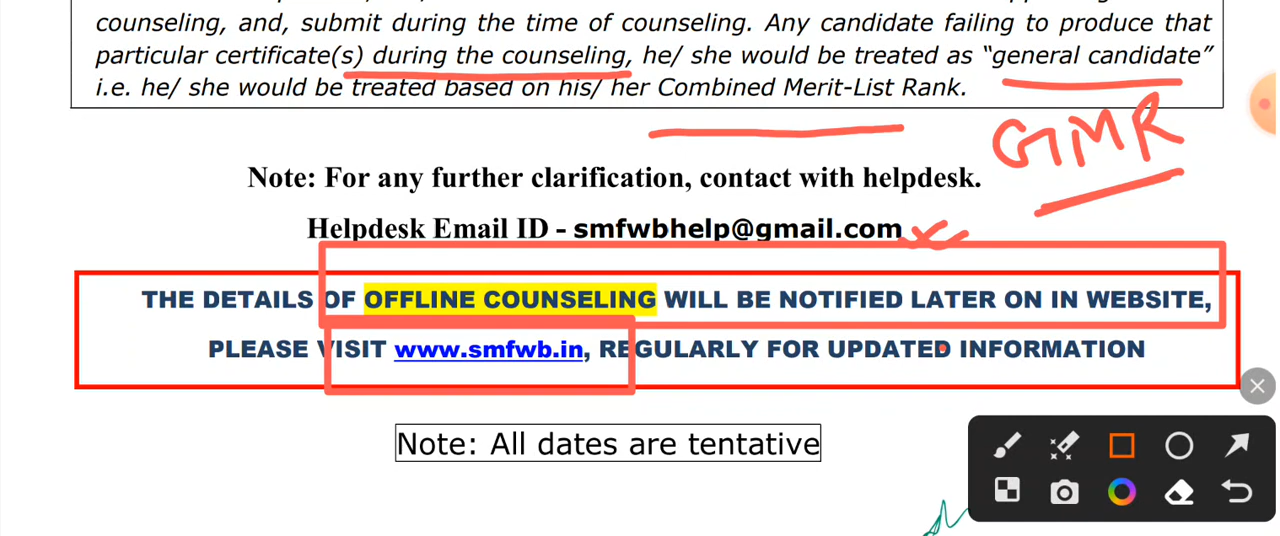 counseling, and, submit during the time of counseling. Any candidate failing to produce that
particular certificate(s) during the counseling, he/ she would be treated as “general candidate”
i.e. he/ she would be treated based on his/ her Combined Merit-List Rank.
GMR
Note: For any further clarification, contact with helpdesk.
Helpdesk Email ID - smfwbhelp@gmail.com
THE DETAILS OF OFFLINE COUNSELING WILL BE NOTIFIED LATER ON IN WEBSITE,
PLEASE VISIT www.smfwb.in, REGULARLY FOR UPDATED INFORMATION
Note: All dates are tentative